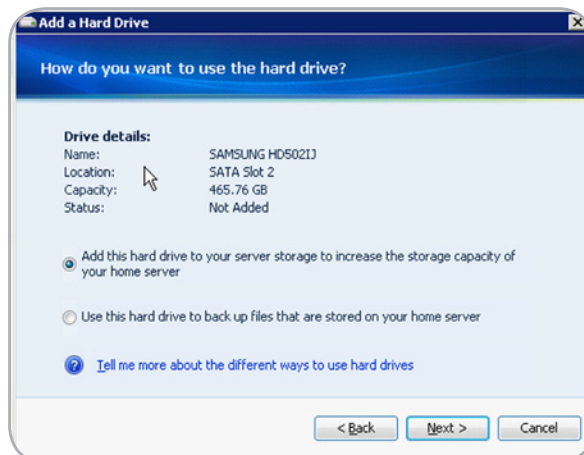 Add a Hard Drive
How do you want to use the hard drive?
Drive details:
Name: SAMSUNG HD502IJ
Location: SATA Slot 2
Capacity: 465.76 GB
Status: Not Added
Add this hard drive to your server storage to increase the storage capacity of
your home server
Use this hard drive to back up files that are stored on your home server
Tell me more about the different ways to use hard drives
< Back Next > Cancel